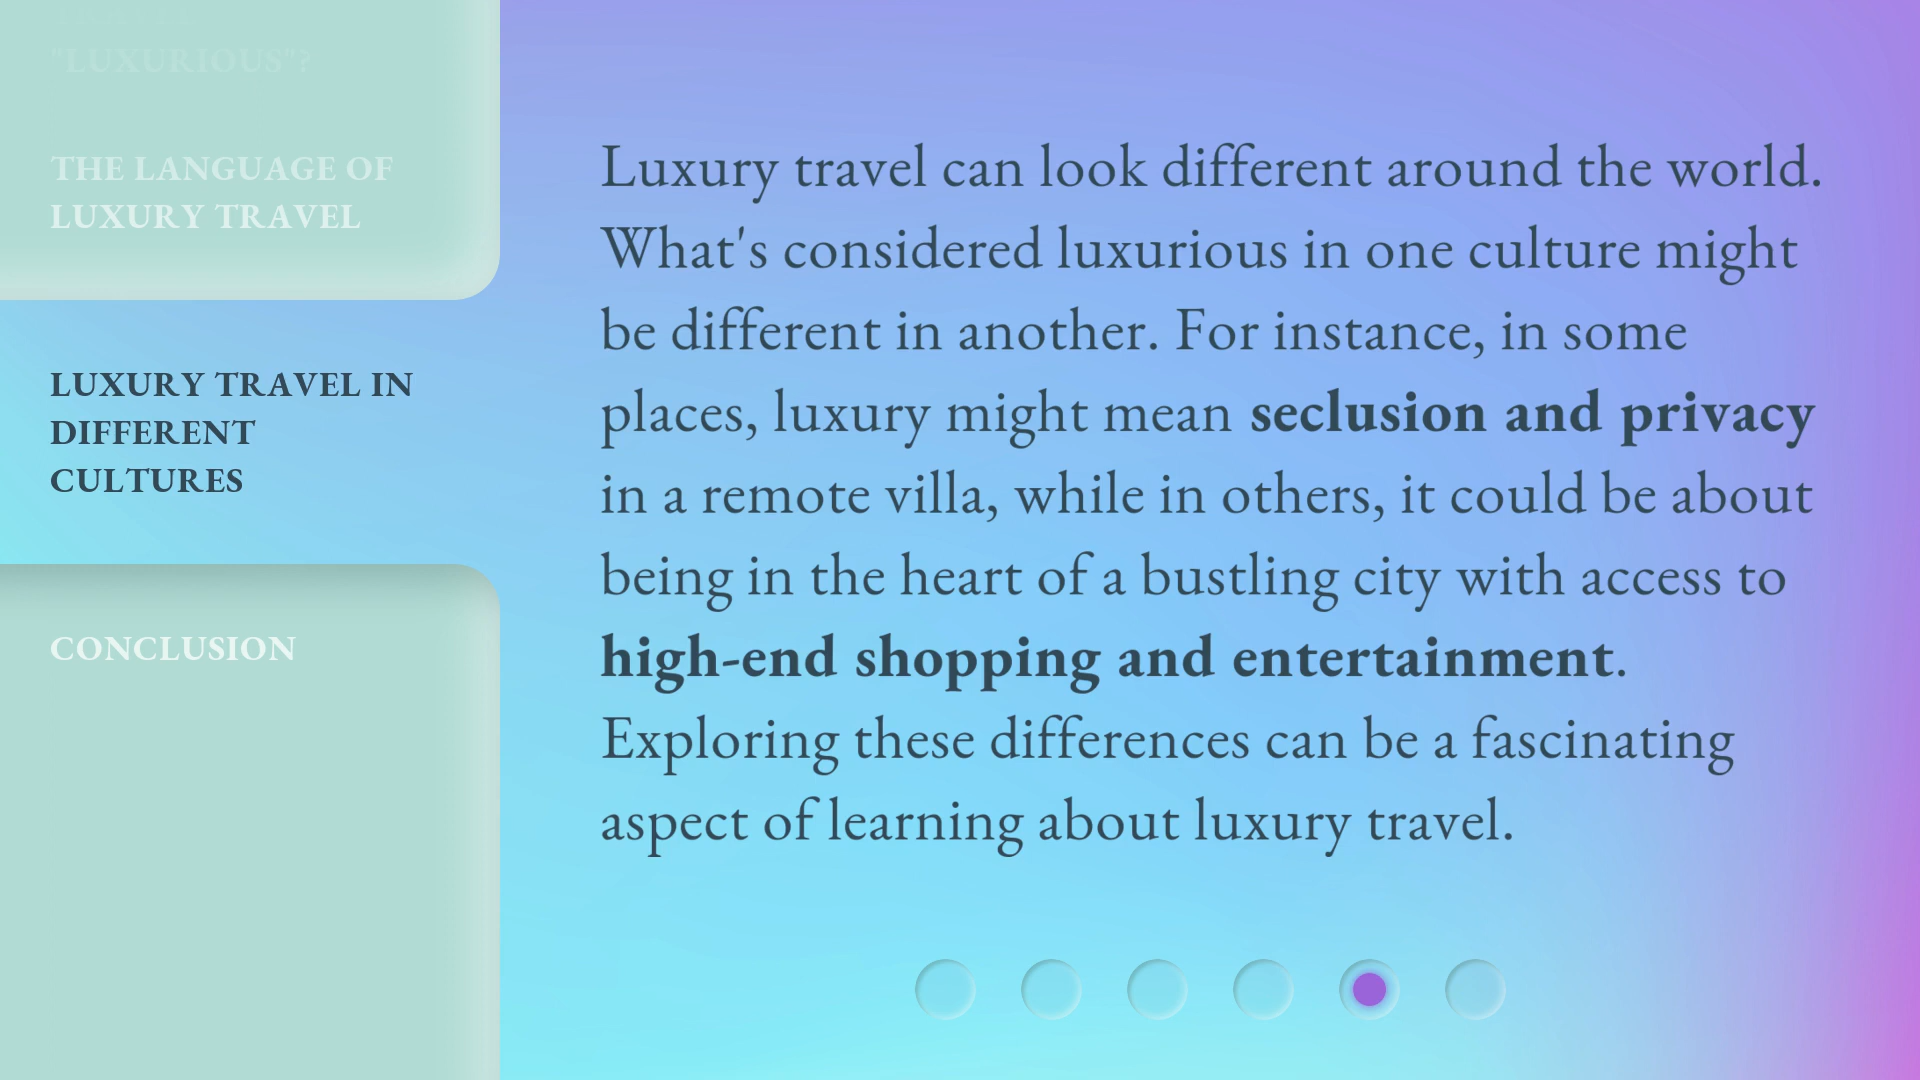 "LUXURIOUS"?
THE LANGUAGE OF
LUXURY TRAVEL
LUXURY TRAVEL IN
DIFFERENT
CULTURES
CONCLUSION
Luxury travel can look different around the world.
What's considered luxurious in one culture might
be different in another. For instance, in some
places, luxury might mean seclusion and privacy
in a remote villa, while in others, it could be about
being in the heart of a bustling city with access to
high-end shopping and entertainment.
Exploring these differences can be a fascinating
aspect of learning about luxury travel.